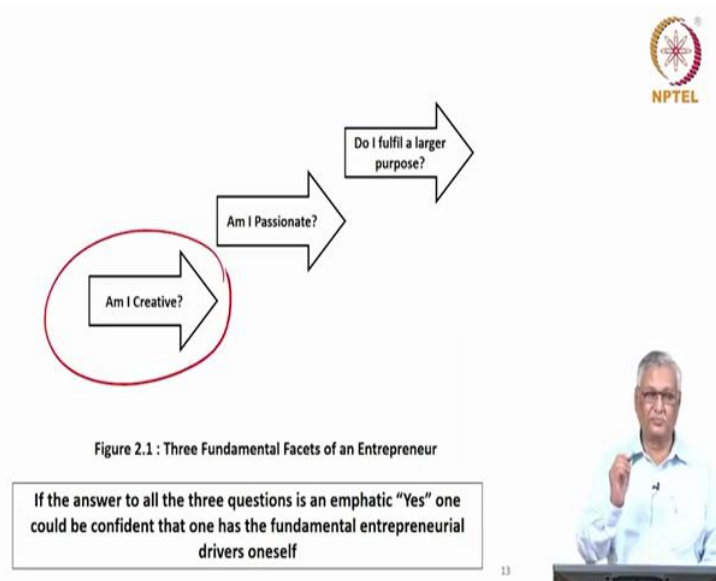 NPTEL
Do I fulfil a larger
purpose?
Am I Passionate?
Am I Creative?
Figure 2.1 : Three Fundamental Facets of an Entrepreneur
If the answer to all the three questions is an emphatic “Yes” one
could be confident that one has the fundamental entrepreneurial
drivers oneself
13